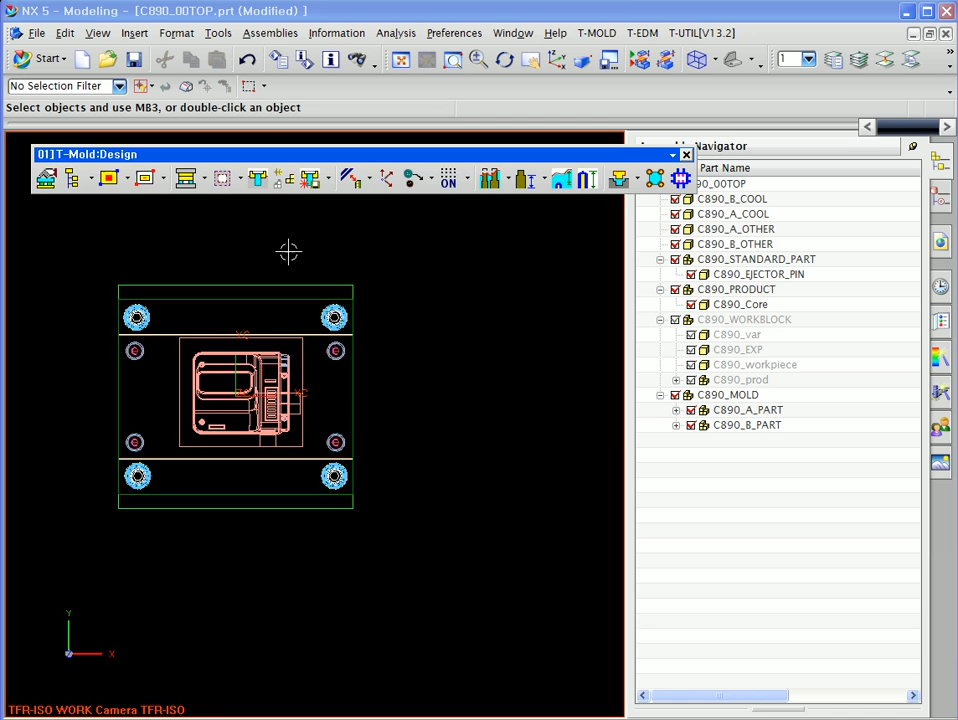 NX 5 - Modeling - [C890_00TOP.prt (Modified) ]
File Edit View Insert Format Tools Assemblies Information Analysis Preferences Window Help T-MOLD T-EDM T-UTIL[V13.2]
Start 1
No Selection Filter
Select objects and use MB3, or double-click an object
01]T-Mold:Design
Navigator
ON
Part Name
90_00TOP
C890_B_COOL
C890_A_COOL
C890_A_OTHER
C890_B_OTHER
C890_STANDARD_PART
C890_EJECTOR_PIN
C890_PRODUCT
C890_Core
C890_WORKBLOCK
C890_var
C890_EXP
C890_workpiece
C890_prod
C890_MOLD
C890_A_PART
C890_B_PART
XC
Y
X
TFR-ISO WORK Camera TFR-ISO